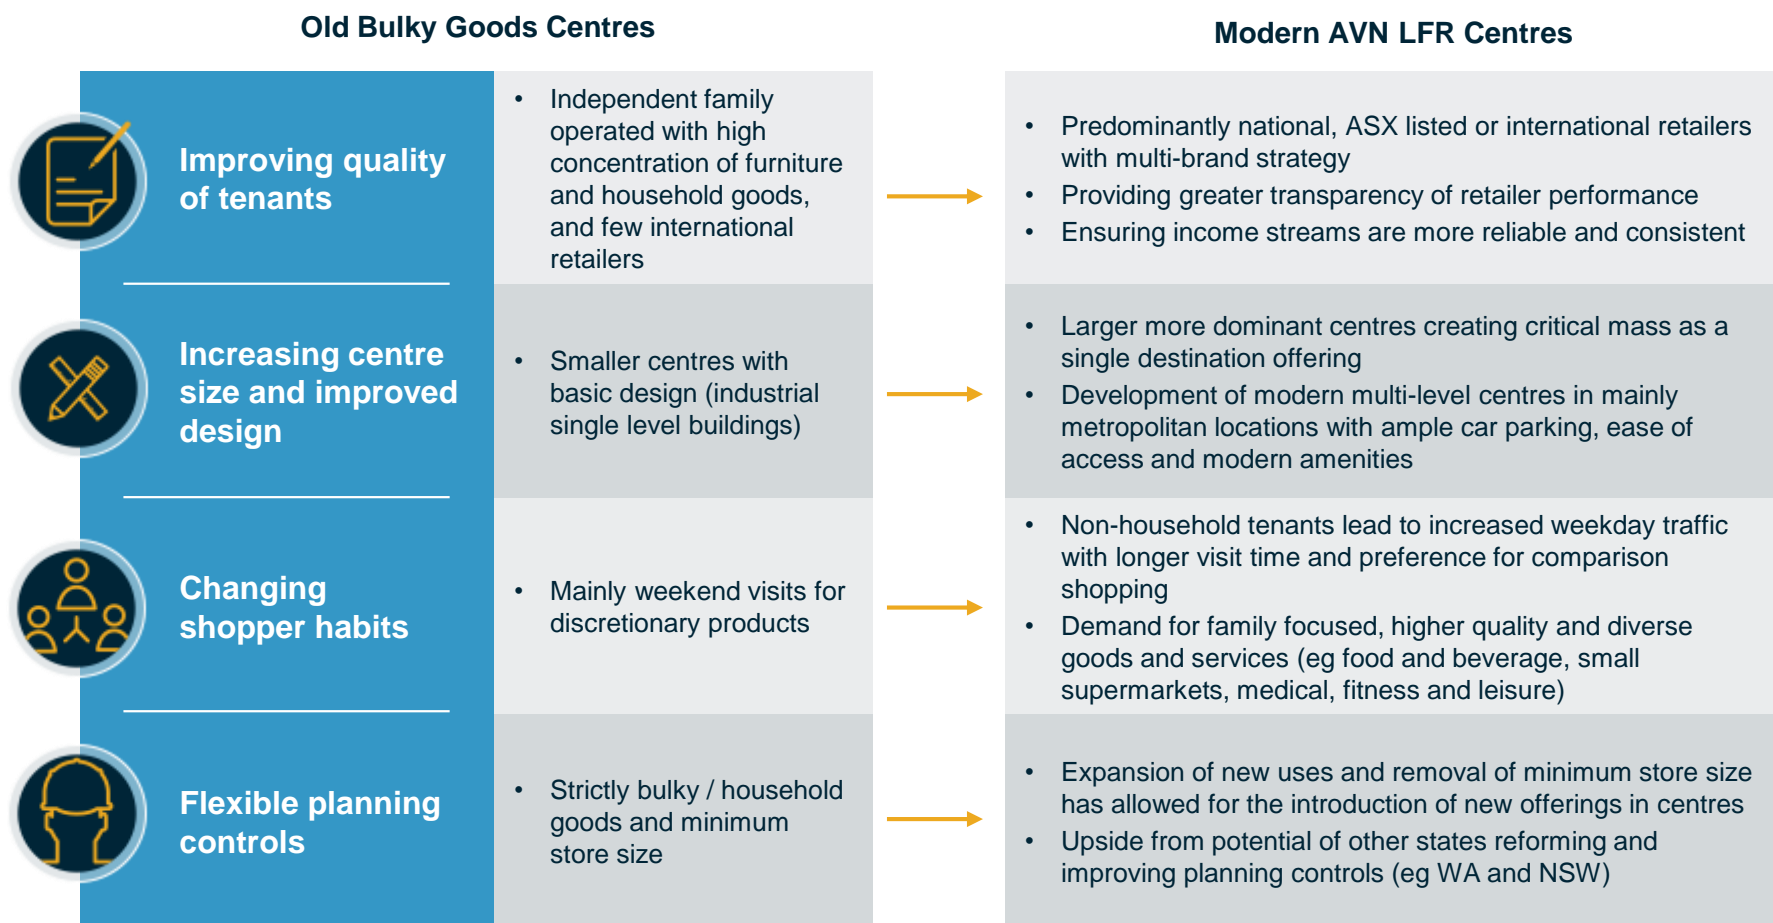 Old Bulky Goods Centres
Modern AVN LFR Centres
Improving quality
of tenants
• Independent family
operated with high
concentration of furniture
and household goods,
and few international
retailers
• Predominantly national, ASX listed or international retailers
with multi-brand strategy
• Providing greater transparency of retailer performance
• Ensuring income streams are more reliable and consistent
Increasing centre
size and improved
design
• Smaller centres with
basic design (industrial
single level buildings)
• Larger more dominant centres creating critical mass as a
single destination offering
• Development of modern multi-level centres in mainly
metropolitan locations with ample car parking, ease of
access and modern amenities
Changing
shopper habits
• Mainly weekend visits for
discretionary products
• Non-household tenants lead to increased weekday traffic
with longer visit time and preference for comparison
shopping
• Demand for family focused, higher quality and diverse
goods and services (eg food and beverage, small
supermarkets, medical, fitness and leisure)
Flexible planning
controls
• Strictly bulky / household
goods and minimum
store size
• Expansion of new uses and removal of minimum store size
has allowed for the introduction of new offerings in centres
• Upside from potential of other states reforming and
improving planning controls (eg WA and NSW)